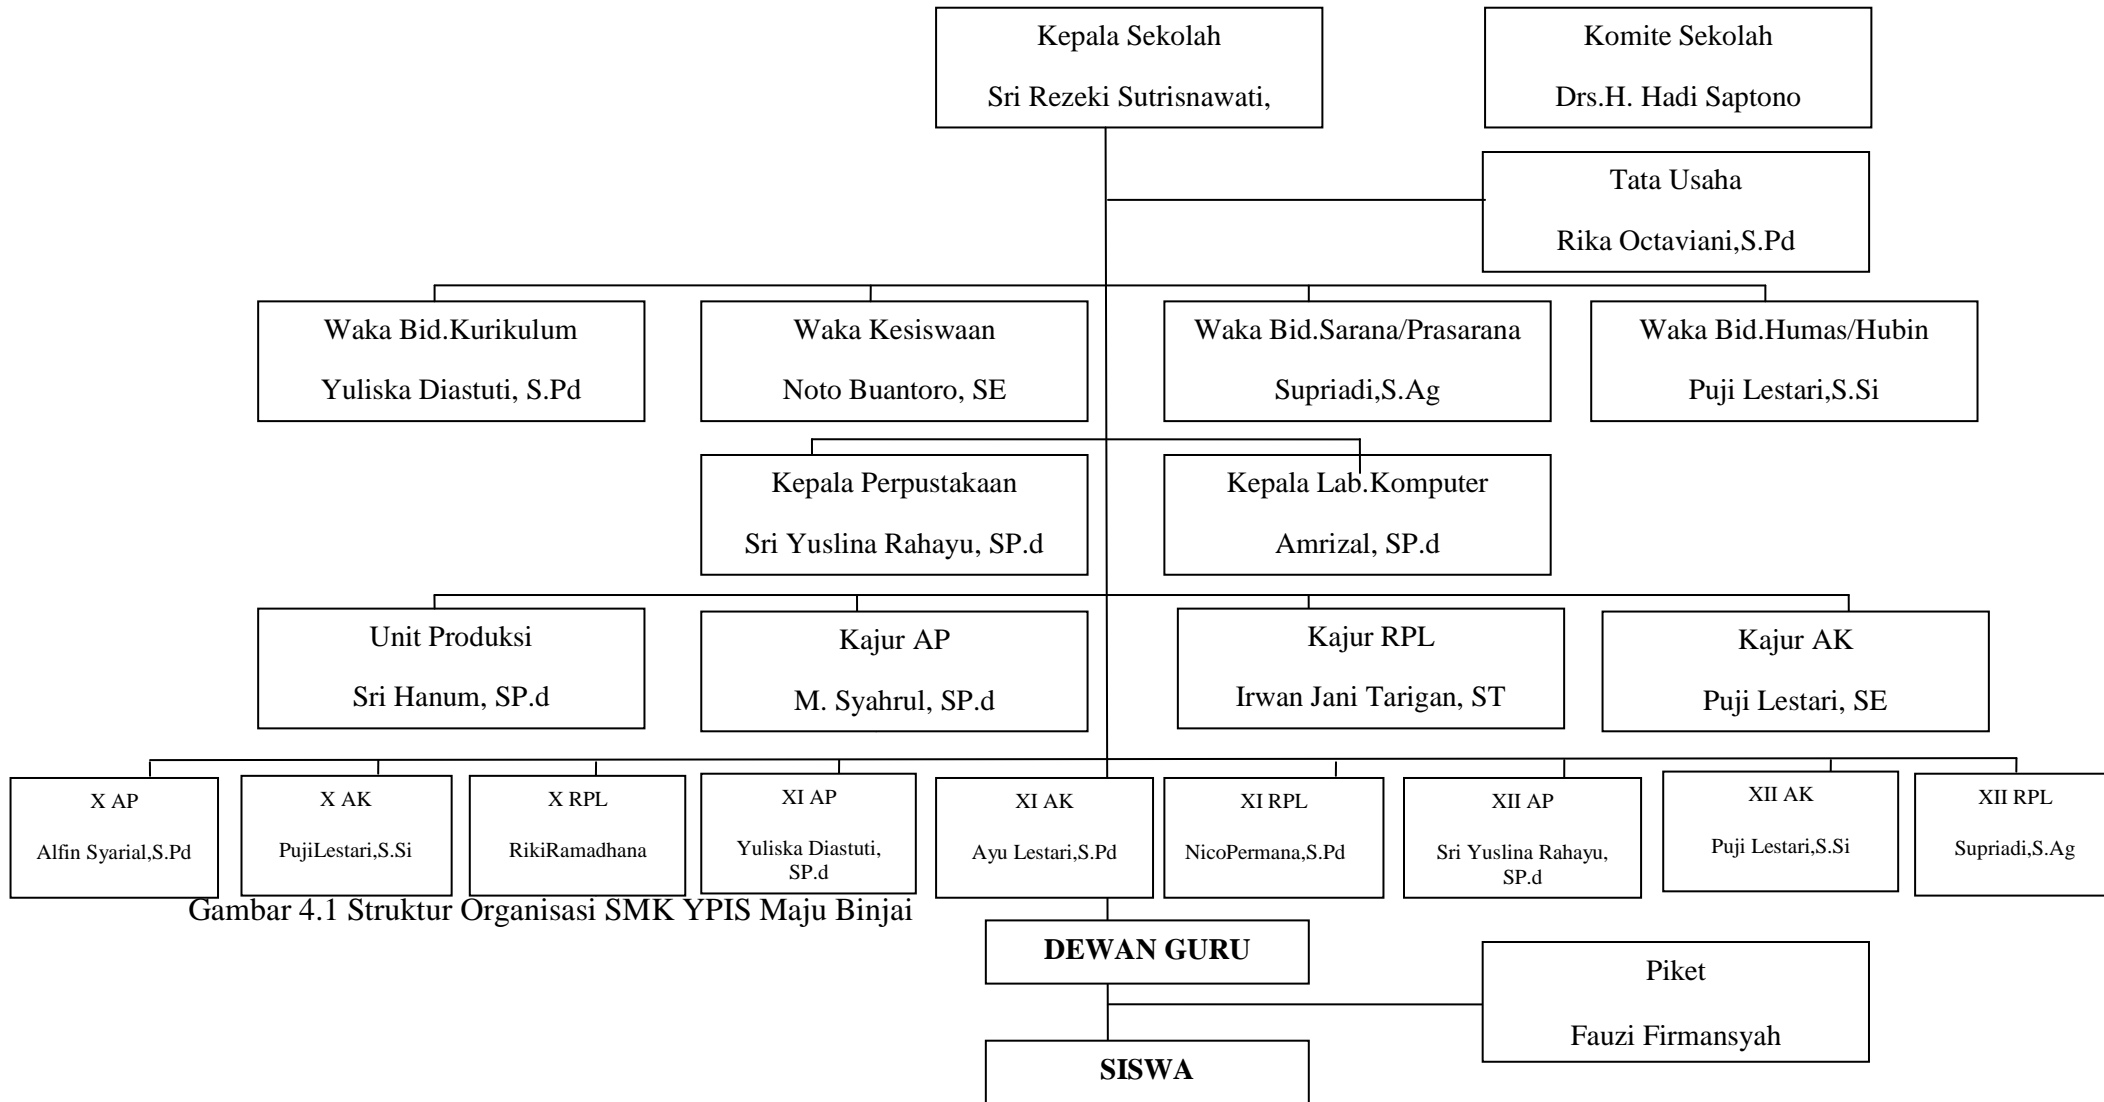 Kepala Sekolah
Sri Rezeki Sutrisnawati,
Komite Sekolah
Drs.H. Hadi Saptono
Tata Usaha
Rika Octaviani,S.Pd
Waka Bid.Kurikulum
Yuliska Diastuti, S.Pd
Waka Kesiswaan
Noto Buantoro, SE
Waka Bid.Sarana/Prasarana
Supriadi,S.Ag
Waka Bid.Humas/Hubin
Puji Lestari,S.Si
Kepala Perpustakaan
Sri Yuslina Rahayu, SP.d
Kepala Lab.Komputer
Amrizal, SP.d
Unit Produksi
Sri Hanum, SP.d
Kajur AP
M. Syahrul, SP.d
Kajur RPL
Irwan Jani Tarigan, ST
Kajur AK
Puji Lestari, SE
X AP
Alfin Syarial,S.Pd
X AK
PujiLestari,S.Si
X RPL
RikiRamadhana
XI AP
Yuliska Diastuti,
SP.d
XI AK
Ayu Lestari,S.Pd
XI RPL
NicoPermana,S.Pd
XII AP
Sri Yuslina Rahayu,
SP.d
XII AK
Puji Lestari,S.Si
XII RPL
Supriadi,S.Ag
Gambar 4.1 Struktur Organisasi SMK YPIS Maju Binjai
DEWAN GURU
Piket
Fauzi Firmansyah
SISWA